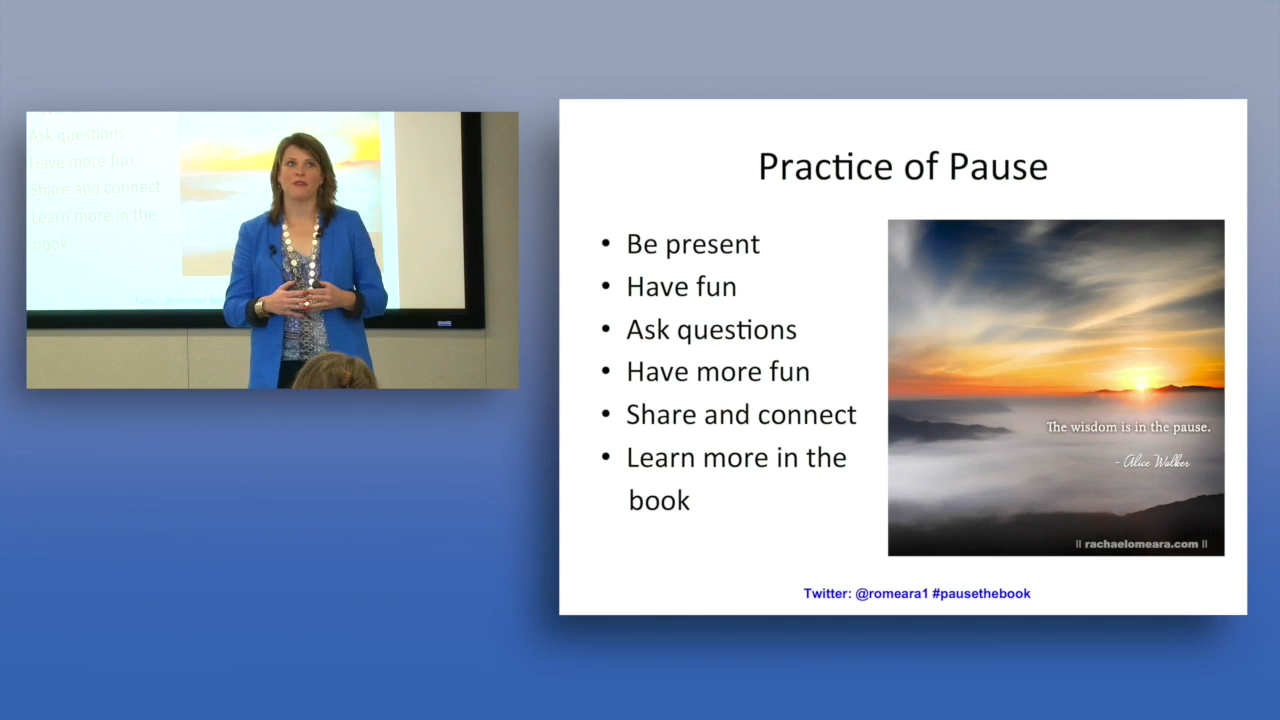 Ask questions
Have more fun
Share and connect
Learn more in the
book
Practice of Pause
• Be present
• Have fun
• Ask questions
• Have more fun
• Share and connect
• Learn more in the
book
The wisdom is in the pause.
- Alice Walker
|| rachaelomeara.com ||
Twitter: @romeara1 #pausethebook